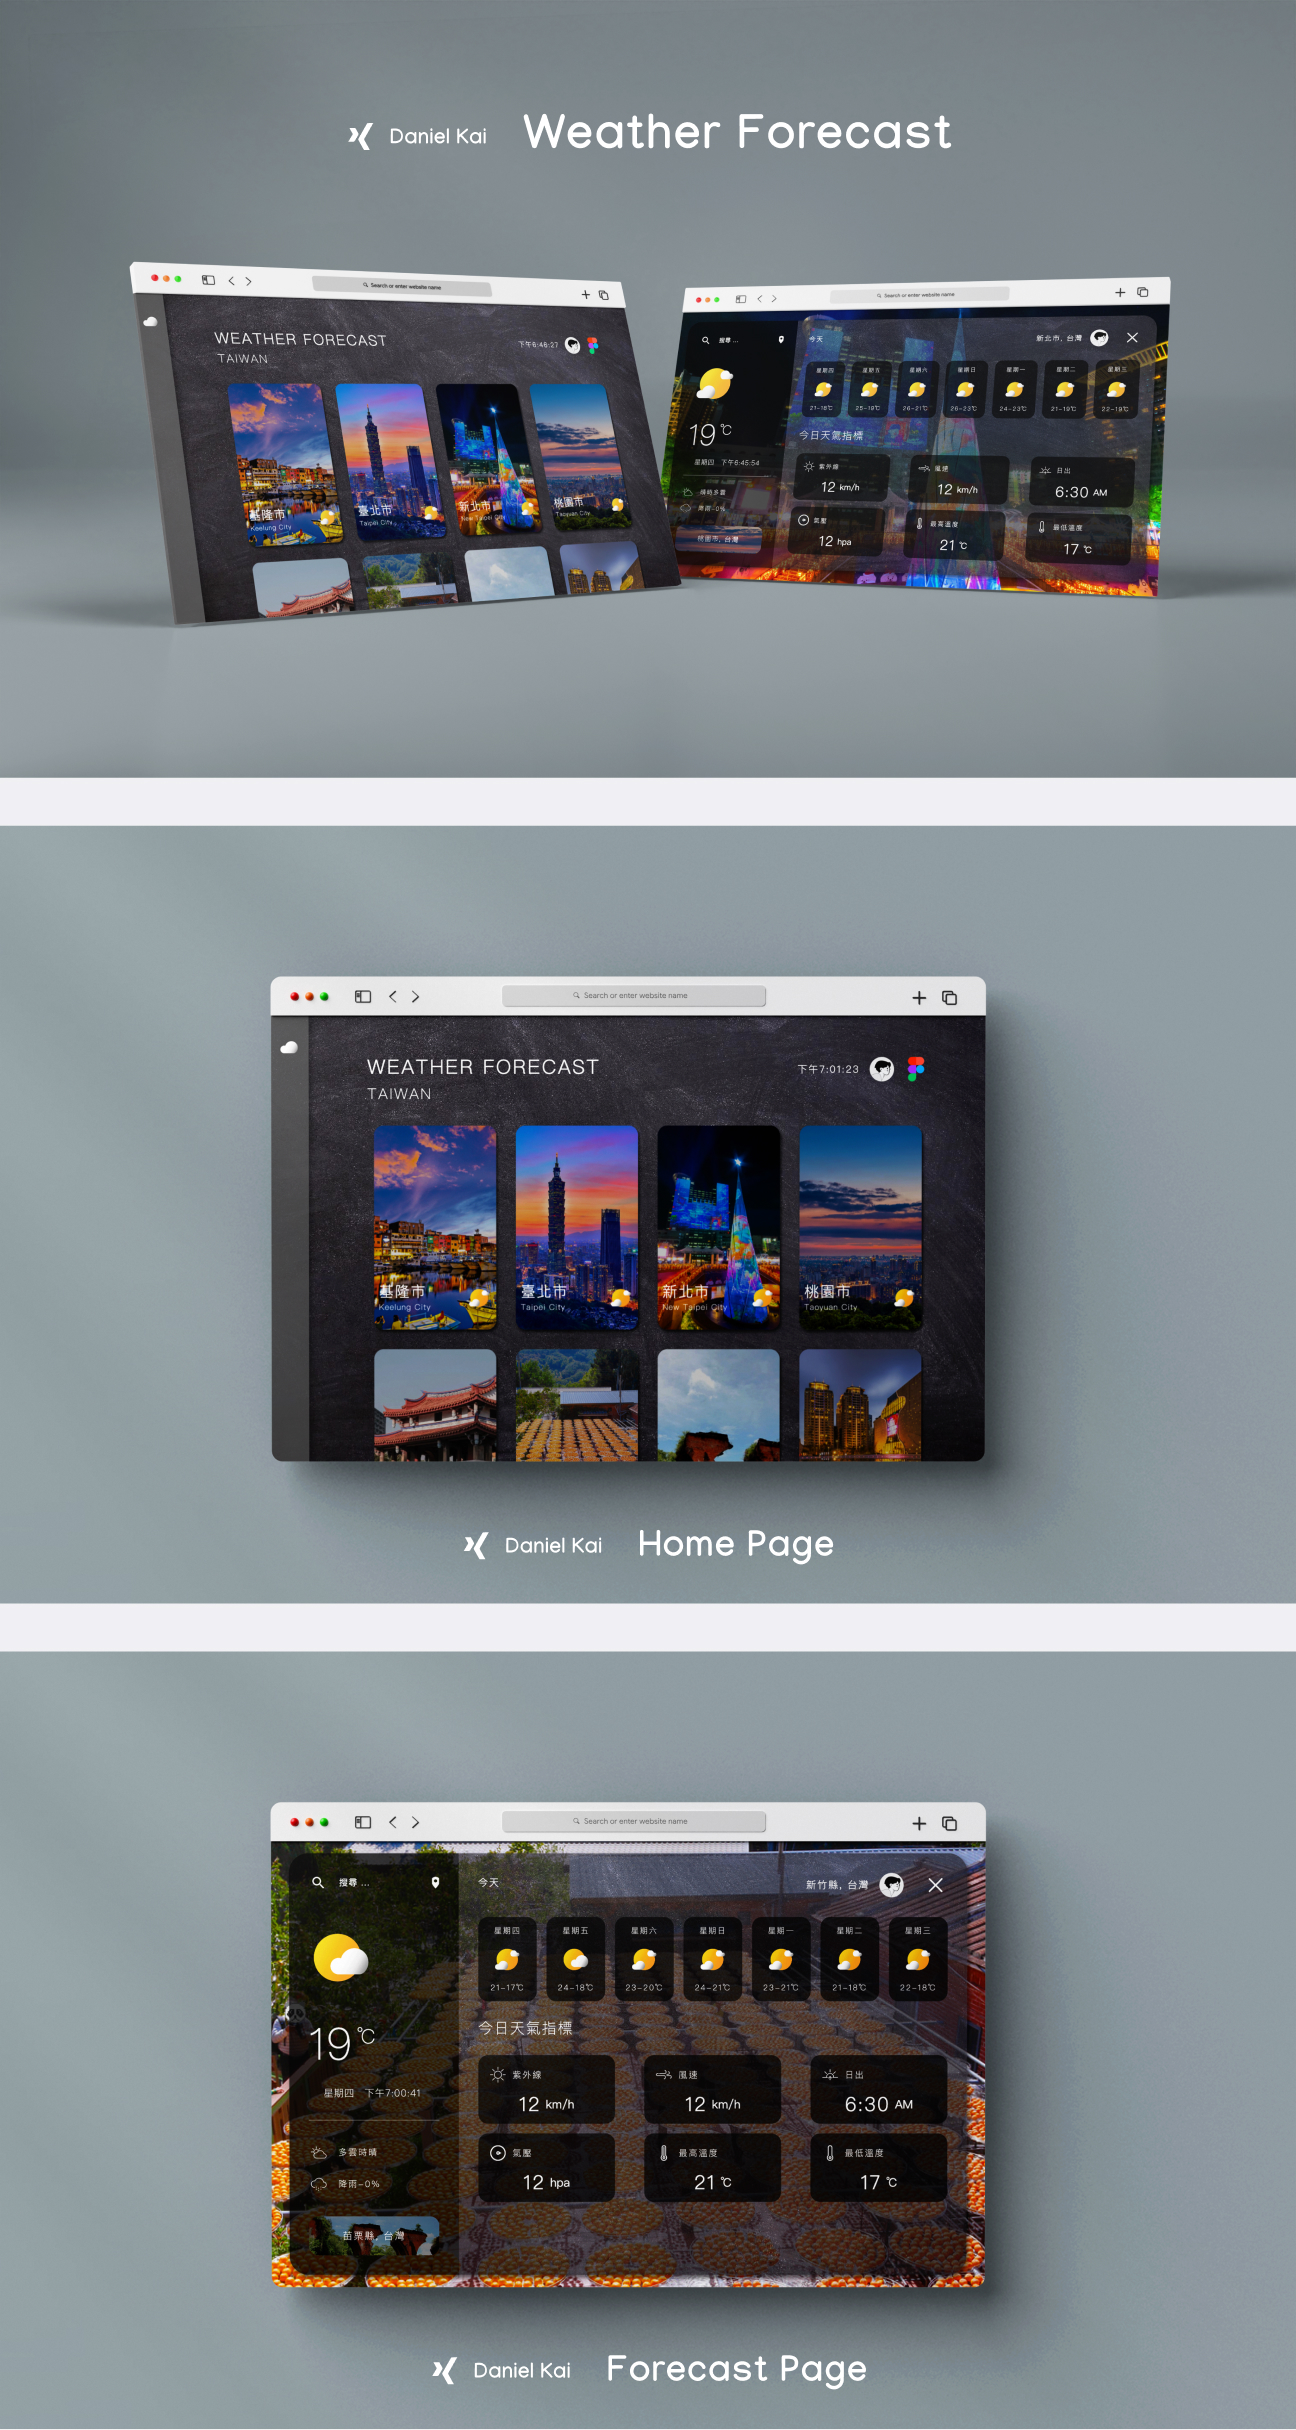 Daniel Kai Weather Forecast
Search or enter website name
WEATHER FORECAST
TAIWAN
下午6:46:27
基隆市
Keelung City
臺北市
Taipei City
新北市
New Taipei City
桃園市
Taoyuan City
Search or enter website name
搜尋 ...
19 ℃
星期四 下午6:45:54
晴時多雲
降雨-0%
桃園市, 台灣
今天
新北市, 台灣
星期四 星期五 星期六 星期日 星期一 星期二 星期三
21-18℃ 25-19℃ 26-21℃ 26-23℃ 24-23℃ 21-19℃ 22-19℃
今日天氣指標
紫外線 風速 日出
12 km/h 12 km/h 6:30 AM
氣壓 最高溫度 最低溫度
12 hpa 21 ℃ 17 ℃
Search or enter website name
WEATHER FORECAST
TAIWAN
下午7:01:23
基隆市
Keelung City
臺北市
Taipei City
新北市
New Taipei City
桃園市
Taoyuan City
Daniel Kai Home Page
Search or enter website name
搜尋 ...
19 ℃
星期四 下午7:00:41
多雲時晴
降雨-0%
苗栗縣, 台灣
今天
新竹縣, 台灣
星期四 星期五 星期六 星期日 星期一 星期二 星期三
21-17℃ 24-18℃ 23-20℃ 24-21℃ 23-21℃ 21-18℃ 22-18℃
今日天氣指標
紫外線 風速 日出
12 km/h 12 km/h 6:30 AM
氣壓 最高溫度 最低溫度
12 hpa 21 ℃ 17 ℃
Daniel Kai Forecast Page